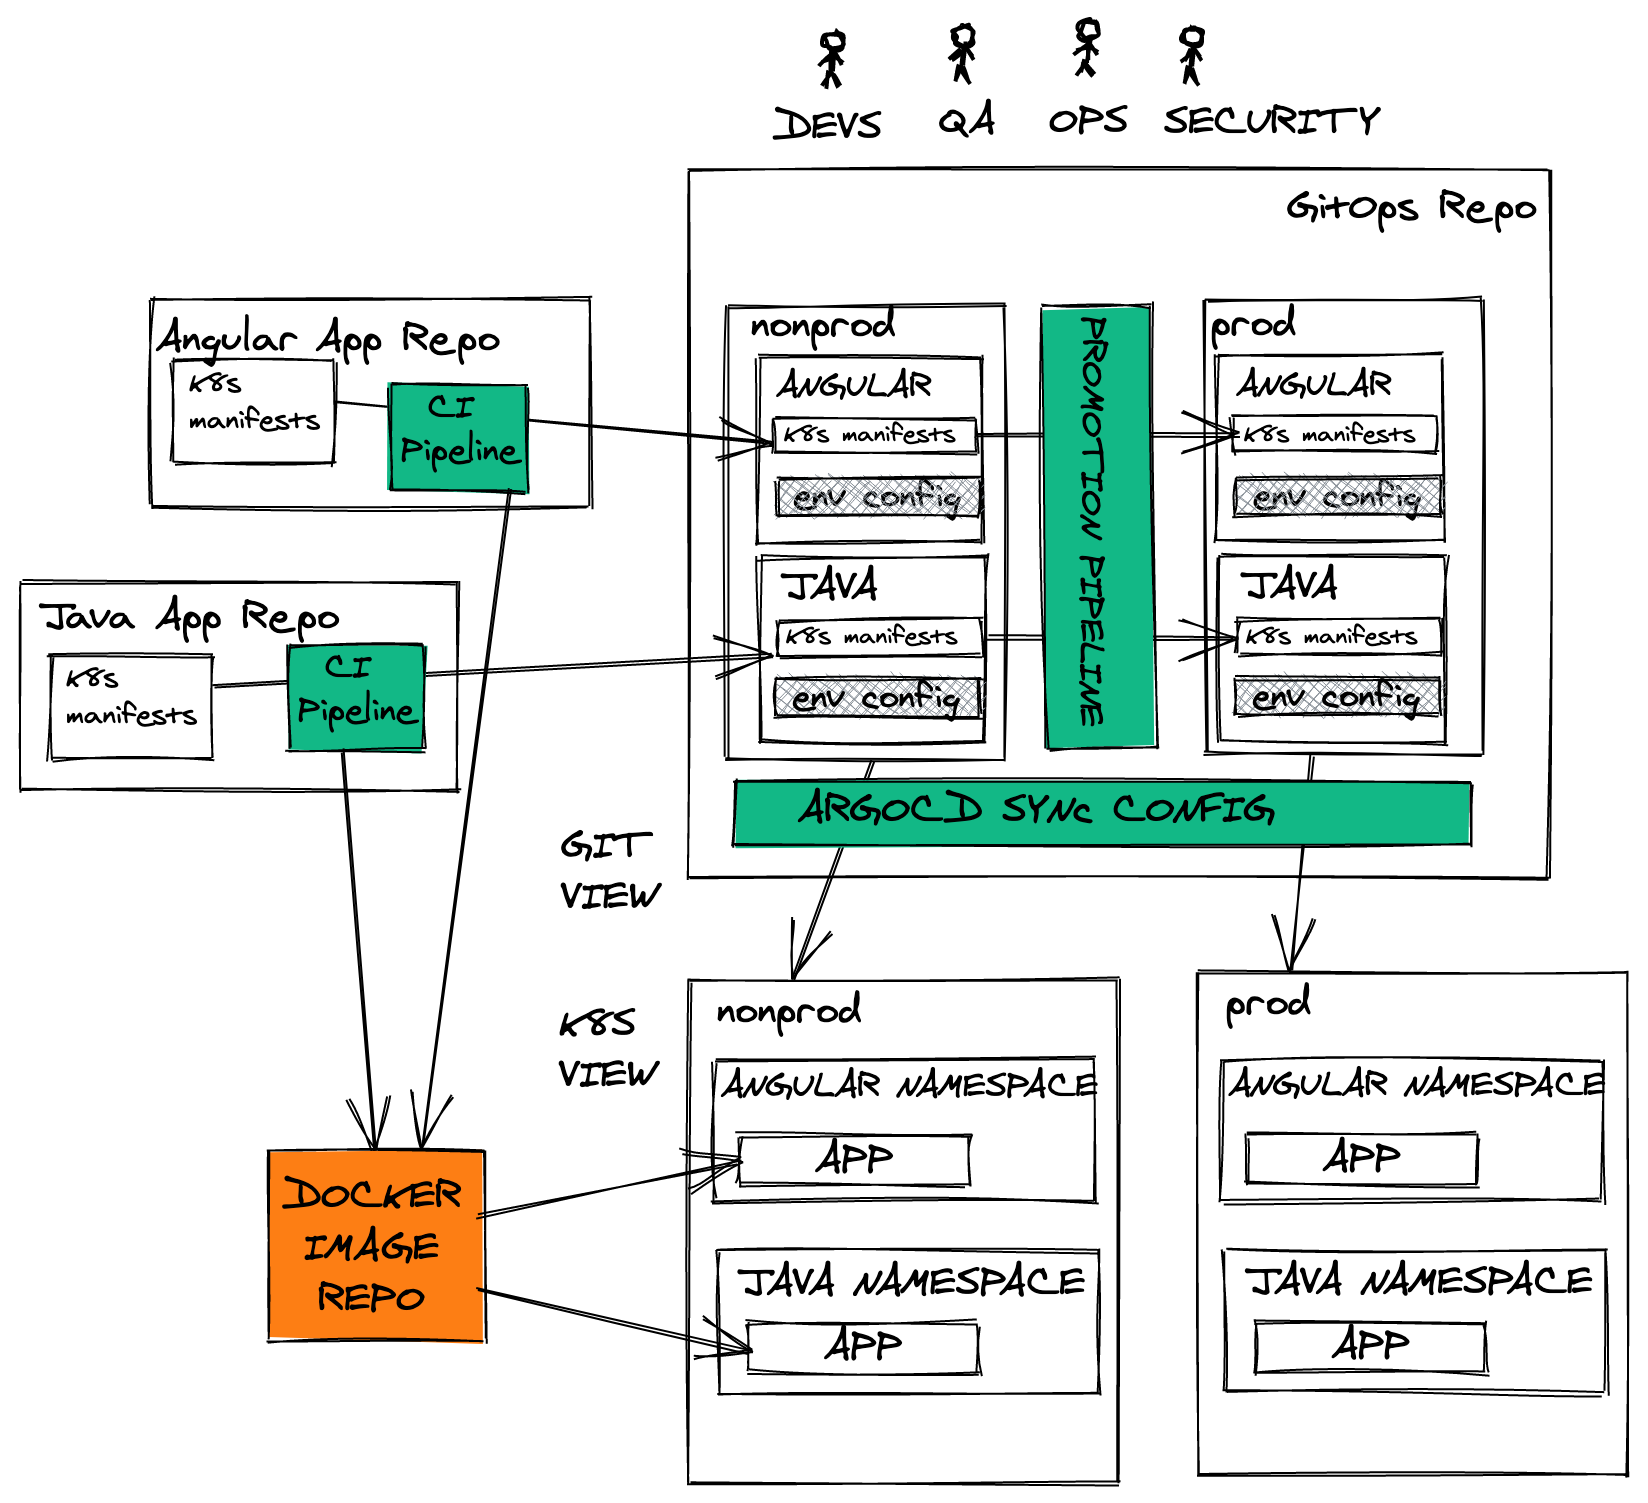 DEVS QA OPS SECURITY
GitOps Repo
Angular App Repo
K8s
manifests
CI
Pipeline
Java App Repo
K8s
manifests
CI
Pipeline
nonprod
ANGULAR
K8s manifests
env config
JAVA
K8s manifests
env config
PROMOTION PIPELINE
prod
ANGULAR
K8s manifests
env config
JAVA
K8s manifests
env config
ARGOCD SYNC CONFIG
GIT
VIEW
K8S
VIEW
nonprod
ANGULAR NAMESPACE
APP
JAVA NAMESPACE
APP
prod
ANGULAR NAMESPACE
APP
JAVA NAMESPACE
APP
DOCKER
IMAGE
REPO